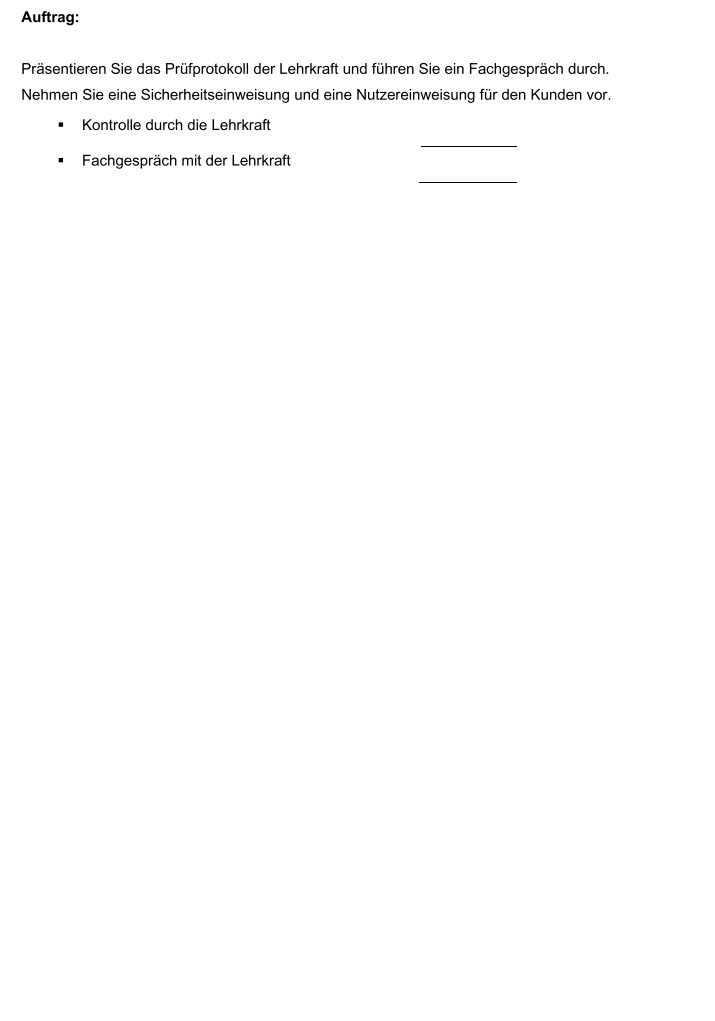 Auftrag:
Präsentieren Sie das Prüfprotokoll der Lehrkraft und führen Sie ein Fachgespräch durch.
Nehmen Sie eine Sicherheitseinweisung und eine Nutzereinweisung für den Kunden vor.
▪ Kontrolle durch die Lehrkraft
▪ Fachgespräch mit der Lehrkraft